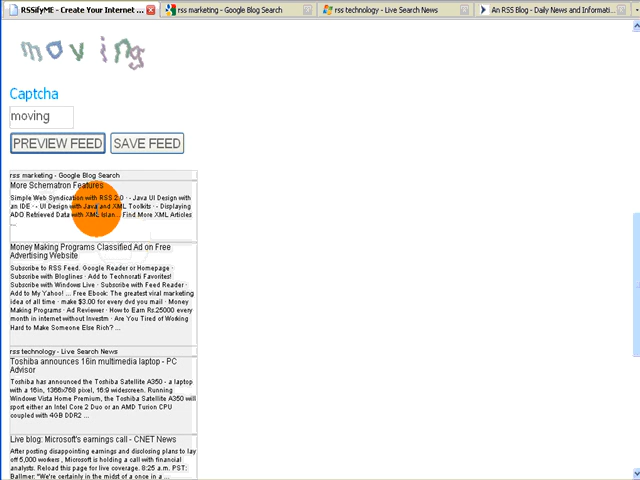 RSSifyME - Create Your Internet ...
rss marketing - Google Blog Search
rss technology - Live Search News
An RSS Blog - Daily News and Informati...
moving
Captcha
moving
PREVIEW FEED
SAVE FEED
rss marketing - Google Blog Search
More Schematron Features
Simple Web Syndication with RSS 2.0 · - Java UI Design with
an IDE · - UI Design with Java and XML Toolkits · - Displaying
ADO Retrieved Data with XML Islan... Find More XML Articles
...
Money Making Programs Classified Ad on Free
Advertising Website
Subscribe to RSS Feed. Google Reader or Homepage ·
Subscribe with Bloglines · Add to Technorati Favorites!
Subscribe with Windows Live · Subscribe with Feed Reader ·
Add to My Yahoo! ... Free Ebook: The greatest viral marketing
idea of all time · make $3.00 for every dvd you mail · Money
Making Programs · Ad Reviewer · How to Earn Rs.25000 every
month in internet without Investm · Are You Tired of Working
Hard to Make Someone Else Rich? ...
rss technology - Live Search News
Toshiba announces 16in multimedia laptop - PC
Advisor
Toshiba has announced the Toshiba Satellite A350 - a laptop
with a 16in, 1366x768 pixel, 16:9 widescreen. Running
Windows Vista Home Premium, the Toshiba Satellite A350 will
sport either an Intel Core 2 Duo or an AMD Turion CPU
coupled with 4GB DDR2 ...
Live blog: Microsoft's earnings call - CNET News
After posting disappointing earnings and disclosing plans to lay
off 5,000 workers , Microsoft is holding a call with financial
analysts. Reload this page for live coverage. 8:25 a.m. PST:
Ballmer: "We're certainly in the midst of a once in a ...